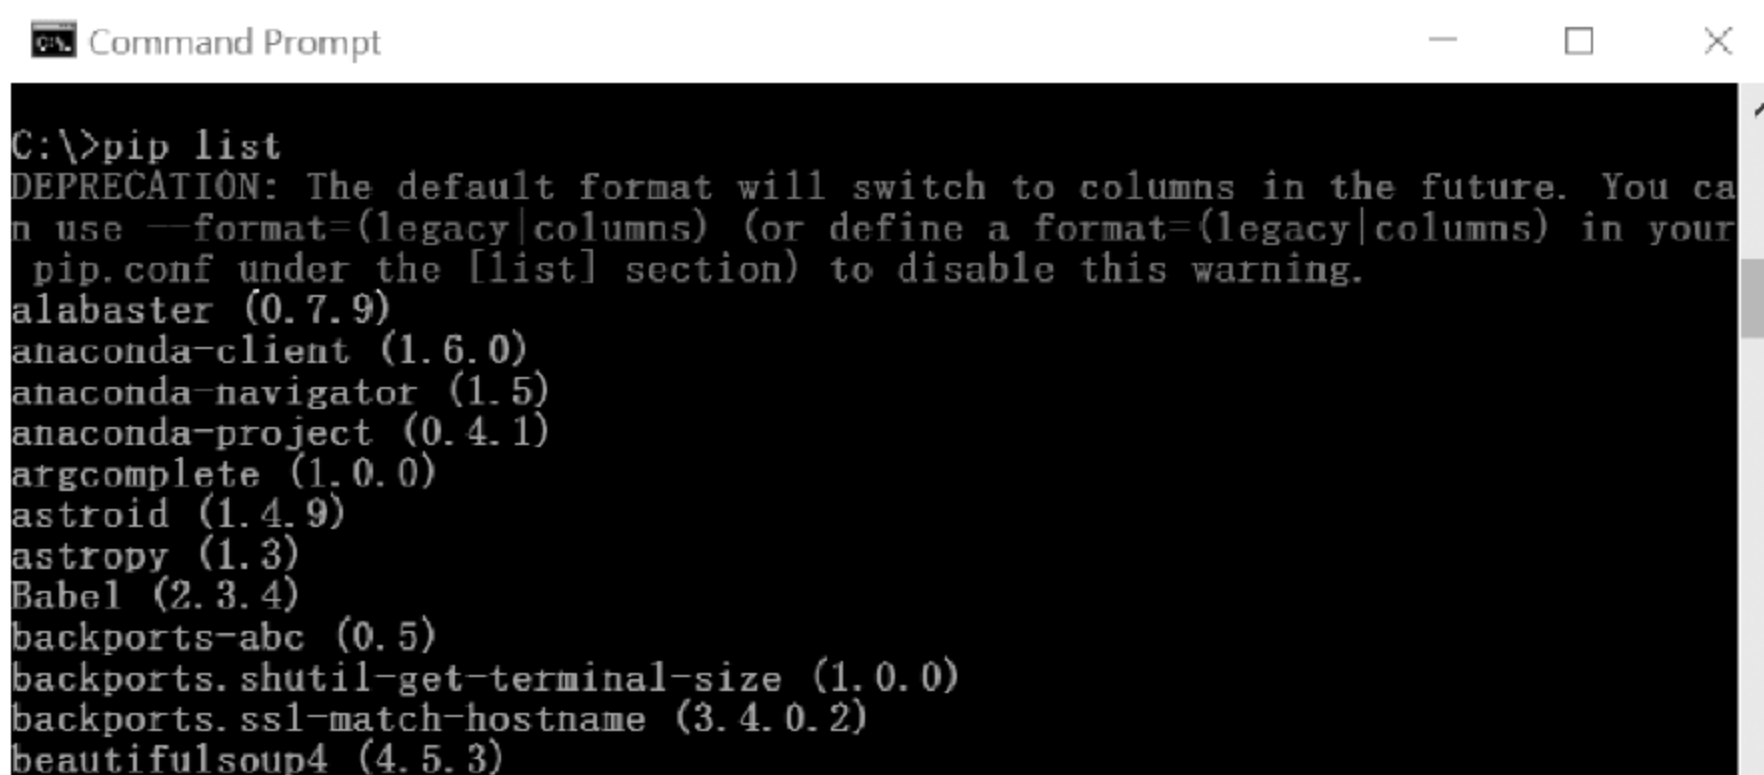 Command Prompt
C:\>pip list
DEPRECATION: The default format will switch to columns in the future. You ca
n use --format=(legacy|columns) (or define a format=(legacy|columns) in your
 pip.conf under the [list] section) to disable this warning.
alabaster (0.7.9)
anaconda-client (1.6.0)
anaconda-navigator (1.5)
anaconda-project (0.4.1)
argcomplete (1.0.0)
astroid (1.4.9)
astropy (1.3)
Babel (2.3.4)
backports-abc (0.5)
backports.shutil-get-terminal-size (1.0.0)
backports.ssl-match-hostname (3.4.0.2)
beautifulsoup4 (4.5.3)